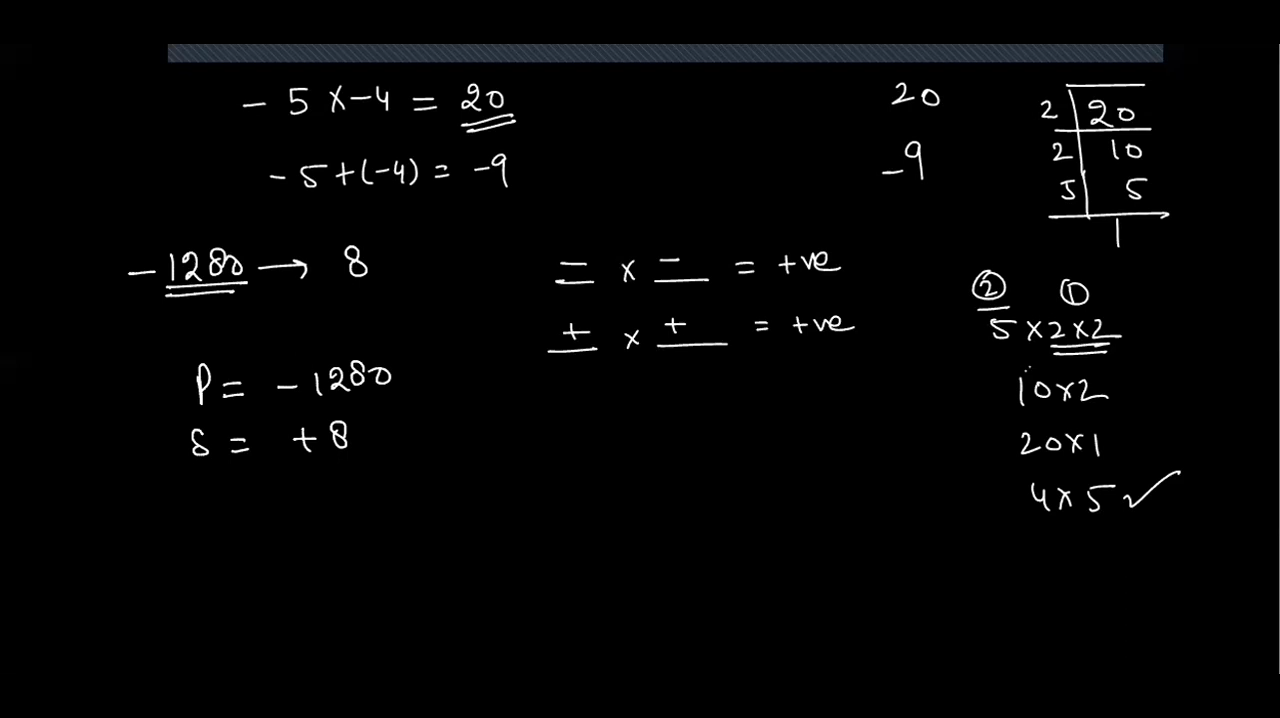 - 5 x -4 = 20
- 5 + (-4) = -9
20
-9
2 | 20
2 | 10
5 | 5
1
- 1280 → 8
- x - = +ve
+ x + = +ve
P = - 1280
S = + 8
② ①
5 x 2 x 2
10 x 2
20 x 1
4 x 5 ✓